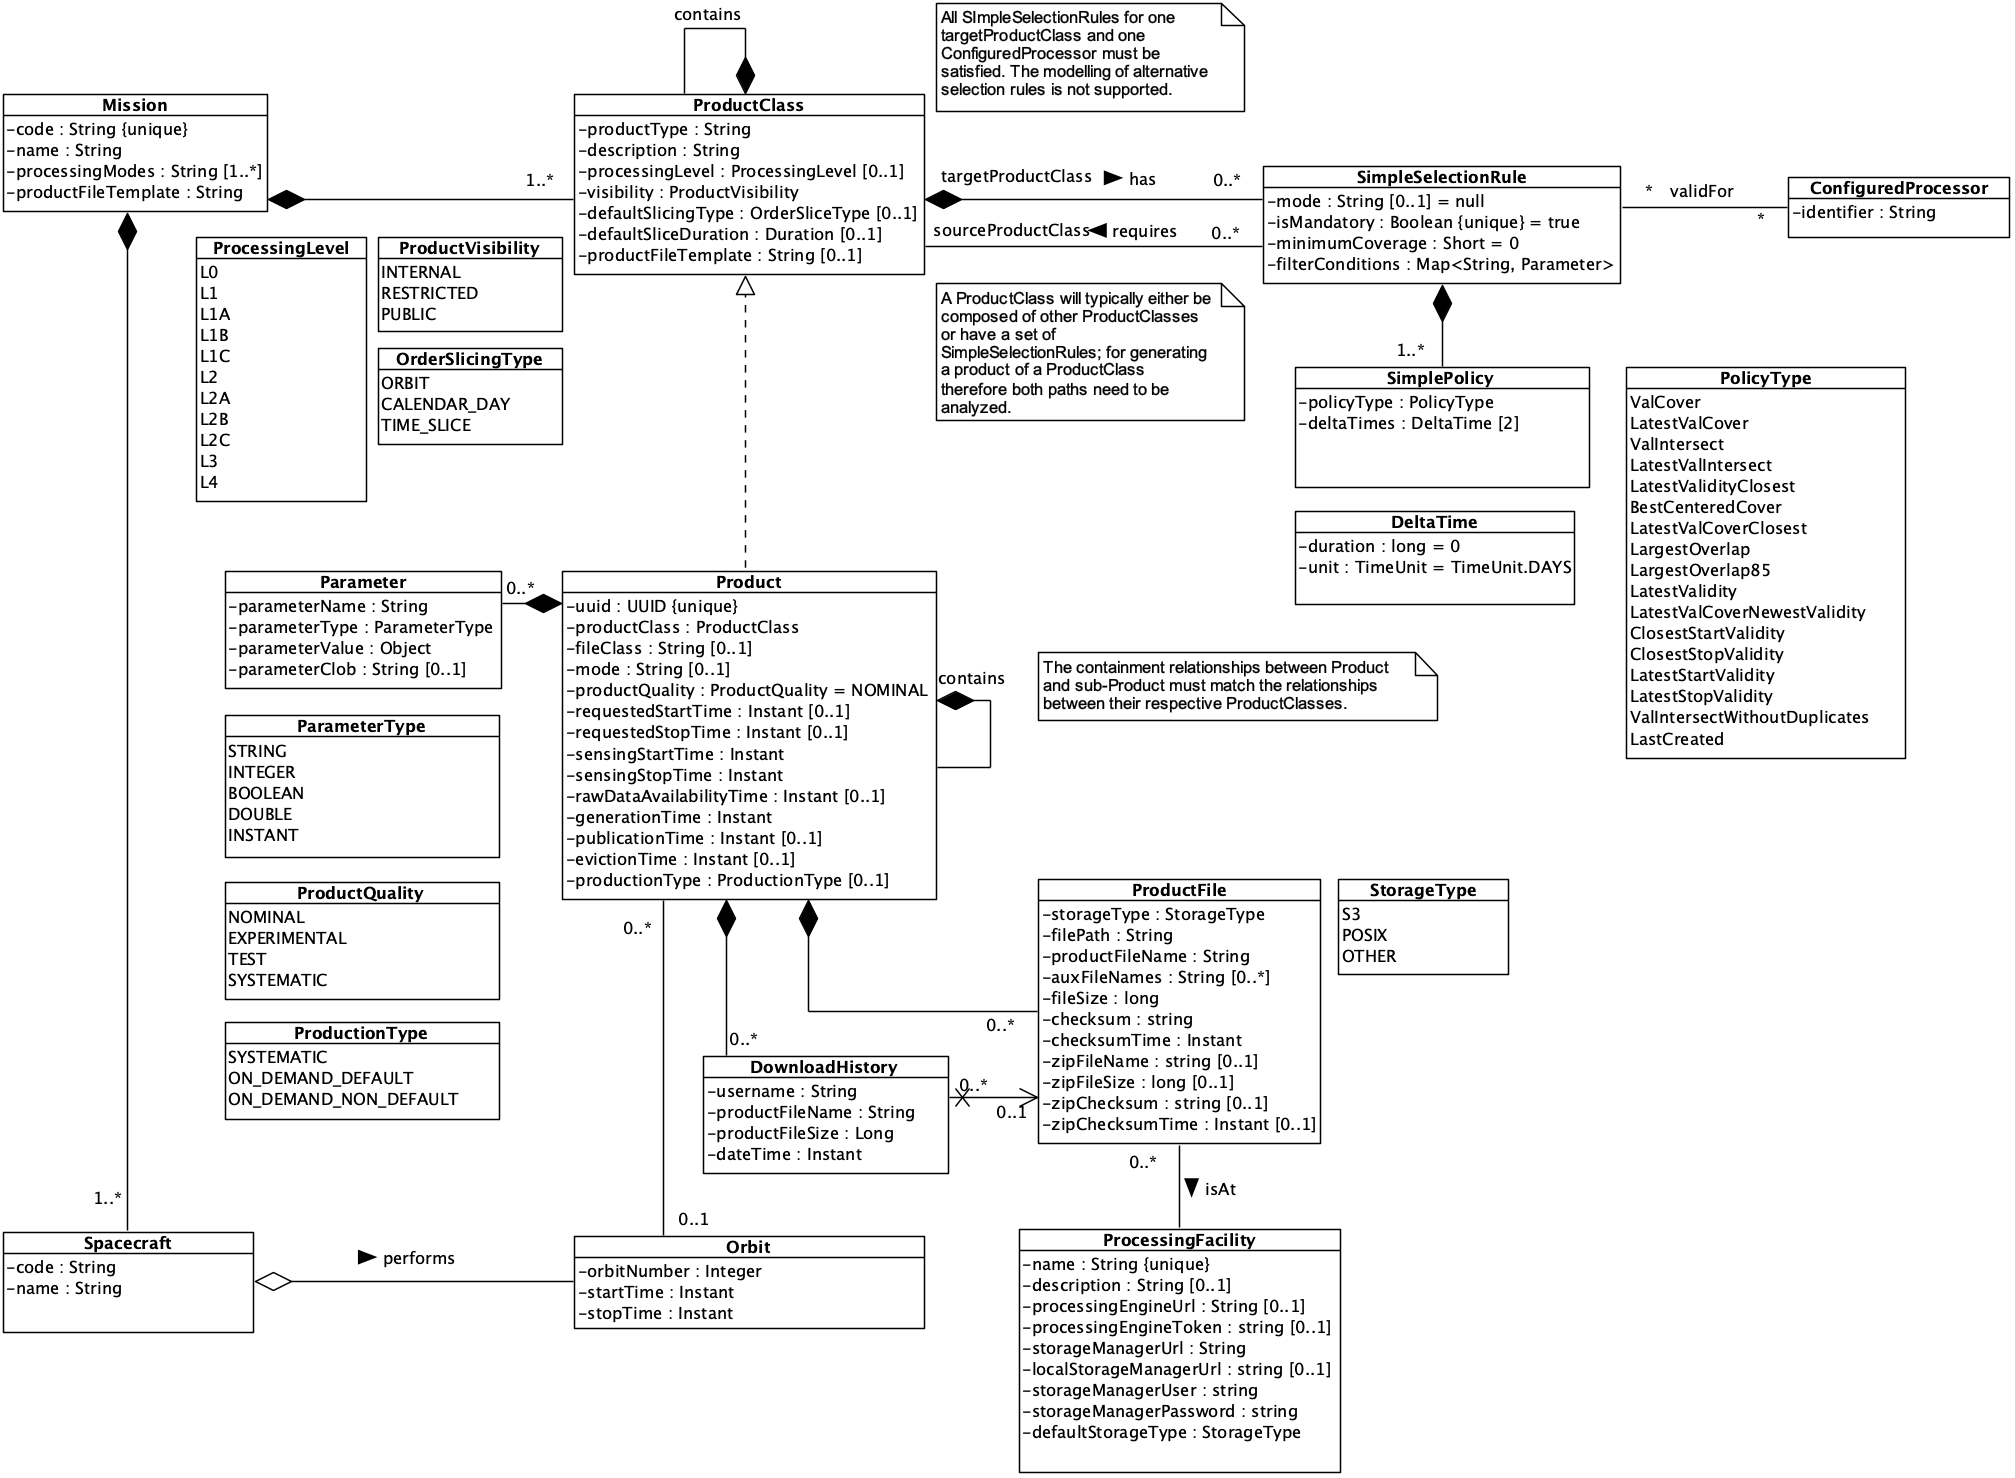 contains
All SImpleSelectionRules for one
targetProductClass and one
ConfiguredProcessor must be
satisfied. The modelling of alternative
selection rules is not supported.
Mission
-code : String {unique}
-name : String
-processingModes : String [1..*]
-productFileTemplate : String
1..*
ProductClass
-productType : String
-description : String
-processingLevel : ProcessingLevel [0..1]
-visibility : ProductVisibility
-defaultSlicingType : OrderSliceType [0..1]
-defaultSliceDuration : Duration [0..1]
-productFileTemplate : String [0..1]
targetProductClass
has
0..*
sourceProductClass
requires
0..*
SimpleSelectionRule
-mode : String [0..1] = null
-isMandatory : Boolean {unique} = true
-minimumCoverage : Short = 0
-filterConditions : Map<String, Parameter>
*
validFor
*
ConfiguredProcessor
-identifier : String
ProcessingLevel
L0
L1
L1A
L1B
L1C
L2
L2A
L2B
L2C
L3
L4
ProductVisibility
INTERNAL
RESTRICTED
PUBLIC
OrderSlicingType
ORBIT
CALENDAR_DAY
TIME_SLICE
A ProductClass will typically either be
composed of other ProductClasses
or have a set of
SimpleSelectionRules; for generating
a product of a ProductClass
therefore both paths need to be
analyzed.
1..*
SimplePolicy
-policyType : PolicyType
-deltaTimes : DeltaTime [2]
DeltaTime
-duration : long = 0
-unit : TimeUnit = TimeUnit.DAYS
PolicyType
ValCover
LatestValCover
ValIntersect
LatestValIntersect
LatestValidityClosest
BestCenteredCover
LatestValCoverClosest
LargestOverlap
LargestOverlap85
LatestValidity
LatestValCoverNewestValidity
ClosestStartValidity
ClosestStopValidity
LatestStartValidity
LatestStopValidity
ValIntersectWithoutDuplicates
LastCreated
Parameter
-parameterName : String
-parameterType : ParameterType
-parameterValue : Object
-parameterClob : String [0..1]
0..*
Product
-uuid : UUID {unique}
-productClass : ProductClass
-fileClass : String [0..1]
-mode : String [0..1]
-productQuality : ProductQuality = NOMINAL
-requestedStartTime : Instant [0..1]
-requestedStopTime : Instant [0..1]
-sensingStartTime : Instant
-sensingStopTime : Instant
-rawDataAvailabilityTime : Instant [0..1]
-generationTime : Instant
-publicationTime : Instant [0..1]
-evictionTime : Instant [0..1]
-productionType : ProductionType [0..1]
contains
The containment relationships between Product
and sub-Product must match the relationships
between their respective ProductClasses.
ParameterType
STRING
INTEGER
BOOLEAN
DOUBLE
INSTANT
ProductQuality
NOMINAL
EXPERIMENTAL
TEST
SYSTEMATIC
ProductionType
SYSTEMATIC
ON_DEMAND_DEFAULT
ON_DEMAND_NON_DEFAULT
0..*
0..*
0..*
ProductFile
-storageType : StorageType
-filePath : String
-productFileName : String
-auxFileNames : String [0..*]
-fileSize : long
-checksum : string
-checksumTime : Instant
-zipFileName : string [0..1]
-zipFileSize : long [0..1]
-zipChecksum : string [0..1]
-zipChecksumTime : Instant [0..1]
StorageType
S3
POSIX
OTHER
DownloadHistory
-username : String
-productFileName : String
-productFileSize : Long
-dateTime : Instant
0..*
0..1
0..*
isAt
1..*
0..1
Spacecraft
-code : String
-name : String
performs
Orbit
-orbitNumber : Integer
-startTime : Instant
-stopTime : Instant
ProcessingFacility
-name : String {unique}
-description : String [0..1]
-processingEngineUrl : String [0..1]
-processingEngineToken : string [0..1]
-storageManagerUrl : String
-localStorageManagerUrl : string [0..1]
-storageManagerUser : string
-storageManagerPassword : string
-defaultStorageType : StorageType